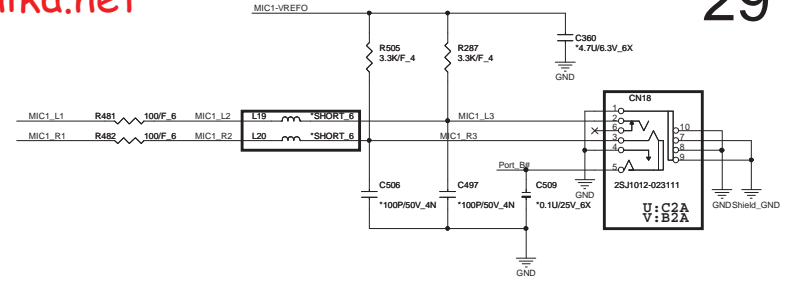 29
MIC1-VREFO
R505
3.3K/F_4
R287
3.3K/F_4
C360
*4.7U/6.3V_6X
GND
CN18
MIC1_L1 R481 100/F_6 MIC1_L2 L19 *SHORT_6 MIC1_L3
MIC1_R1 R482 100/F_6 MIC1_R2 L20 *SHORT_6 MIC1_R3
1
2
6
3
4
5
10
7
8
9
Port_B#
C506
*100P/50V_4N
C497
*100P/50V_4N
C509
*0.1U/25V_6X
GND
2SJ1012-023111
U:C2A
V:B2A
GND
Shield_GND
GND